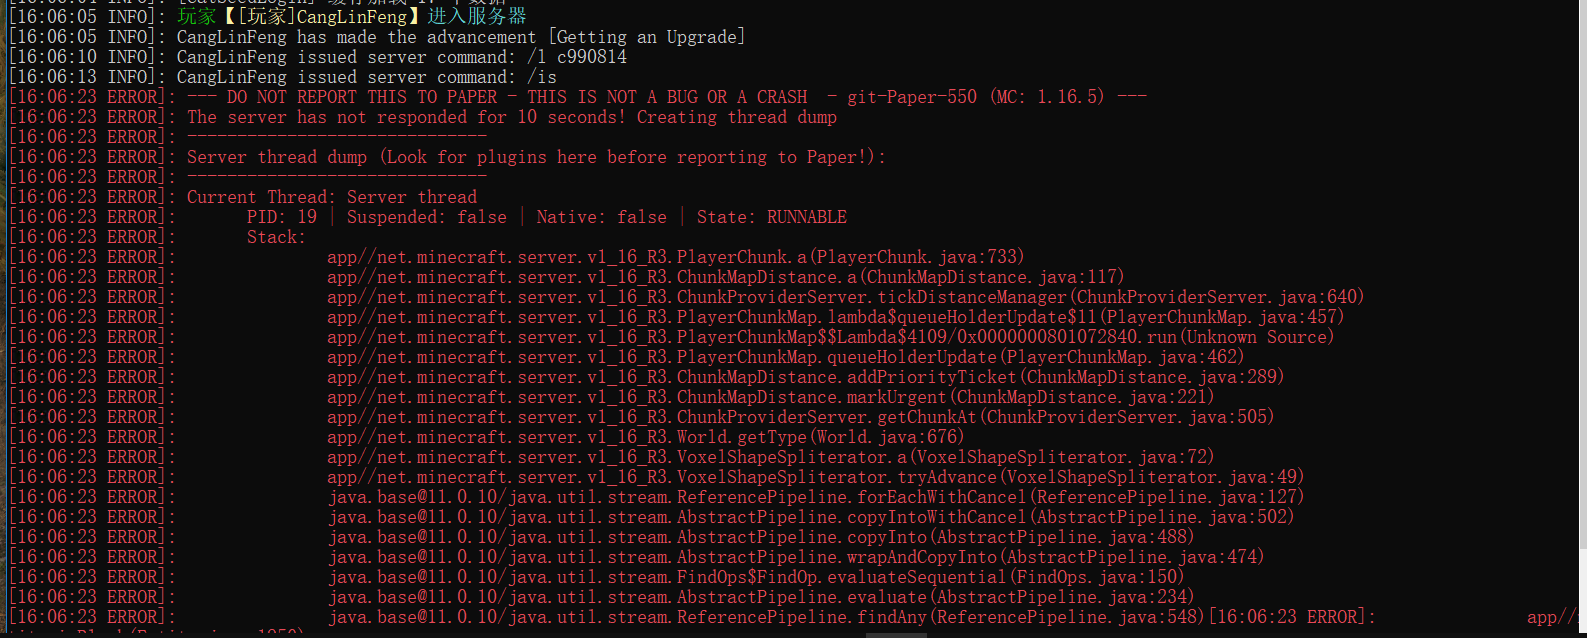 [16:06:05 INFO]: 玩家【[玩家]CangLinFeng】进入服务器
[16:06:05 INFO]: CangLinFeng has made the advancement [Getting an Upgrade]
[16:06:10 INFO]: CangLinFeng issued server command: /l c990814
[16:06:13 INFO]: CangLinFeng issued server command: /is
[16:06:23 ERROR]: --- DO NOT REPORT THIS TO PAPER - THIS IS NOT A BUG OR A CRASH  - git-Paper-550 (MC: 1.16.5) ---
[16:06:23 ERROR]: The server has not responded for 10 seconds! Creating thread dump
[16:06:23 ERROR]: ------------------------------
[16:06:23 ERROR]: Server thread dump (Look for plugins here before reporting to Paper!):
[16:06:23 ERROR]: ------------------------------
[16:06:23 ERROR]: Current Thread: Server thread
[16:06:23 ERROR]: PID: 19 | Suspended: false | Native: false | State: RUNNABLE
[16:06:23 ERROR]: Stack:
[16:06:23 ERROR]: app//net.minecraft.server.v1_16_R3.PlayerChunk.a(PlayerChunk.java:733)
[16:06:23 ERROR]: app//net.minecraft.server.v1_16_R3.ChunkMapDistance.a(ChunkMapDistance.java:117)
[16:06:23 ERROR]: app//net.minecraft.server.v1_16_R3.ChunkProviderServer.tickDistanceManager(ChunkProviderServer.java:640)
[16:06:23 ERROR]: app//net.minecraft.server.v1_16_R3.PlayerChunkMap.lambda$queueHolderUpdate$11(PlayerChunkMap.java:457)
[16:06:23 ERROR]: app//net.minecraft.server.v1_16_R3.PlayerChunkMap$$Lambda$4109/0x0000000801072840.run(Unknown Source)
[16:06:23 ERROR]: app//net.minecraft.server.v1_16_R3.PlayerChunkMap.queueHolderUpdate(PlayerChunkMap.java:462)
[16:06:23 ERROR]: app//net.minecraft.server.v1_16_R3.ChunkMapDistance.addPriorityTicket(ChunkMapDistance.java:289)
[16:06:23 ERROR]: app//net.minecraft.server.v1_16_R3.ChunkMapDistance.markUrgent(ChunkMapDistance.java:221)
[16:06:23 ERROR]: app//net.minecraft.server.v1_16_R3.ChunkProviderServer.getChunkAt(ChunkProviderServer.java:505)
[16:06:23 ERROR]: app//net.minecraft.server.v1_16_R3.World.getType(World.java:676)
[16:06:23 ERROR]: app//net.minecraft.server.v1_16_R3.VoxelShapeSpliterator.a(VoxelShapeSpliterator.java:72)
[16:06:23 ERROR]: app//net.minecraft.server.v1_16_R3.VoxelShapeSpliterator.tryAdvance(VoxelShapeSpliterator.java:49)
[16:06:23 ERROR]: java.base@11.0.10/java.util.stream.ReferencePipeline.forEachWithCancel(ReferencePipeline.java:127)
[16:06:23 ERROR]: java.base@11.0.10/java.util.stream.AbstractPipeline.copyIntoWithCancel(AbstractPipeline.java:502)
[16:06:23 ERROR]: java.base@11.0.10/java.util.stream.AbstractPipeline.copyInto(AbstractPipeline.java:488)
[16:06:23 ERROR]: java.base@11.0.10/java.util.stream.AbstractPipeline.wrapAndCopyInto(AbstractPipeline.java:474)
[16:06:23 ERROR]: java.base@11.0.10/java.util.stream.FindOps$FindOp.evaluateSequential(FindOps.java:150)
[16:06:23 ERROR]: java.base@11.0.10/java.util.stream.AbstractPipeline.evaluate(AbstractPipeline.java:234)
[16:06:23 ERROR]: java.base@11.0.10/java.util.stream.ReferencePipeline.findAny(ReferencePipeline.java:548)[16:06:23 ERROR]: app//